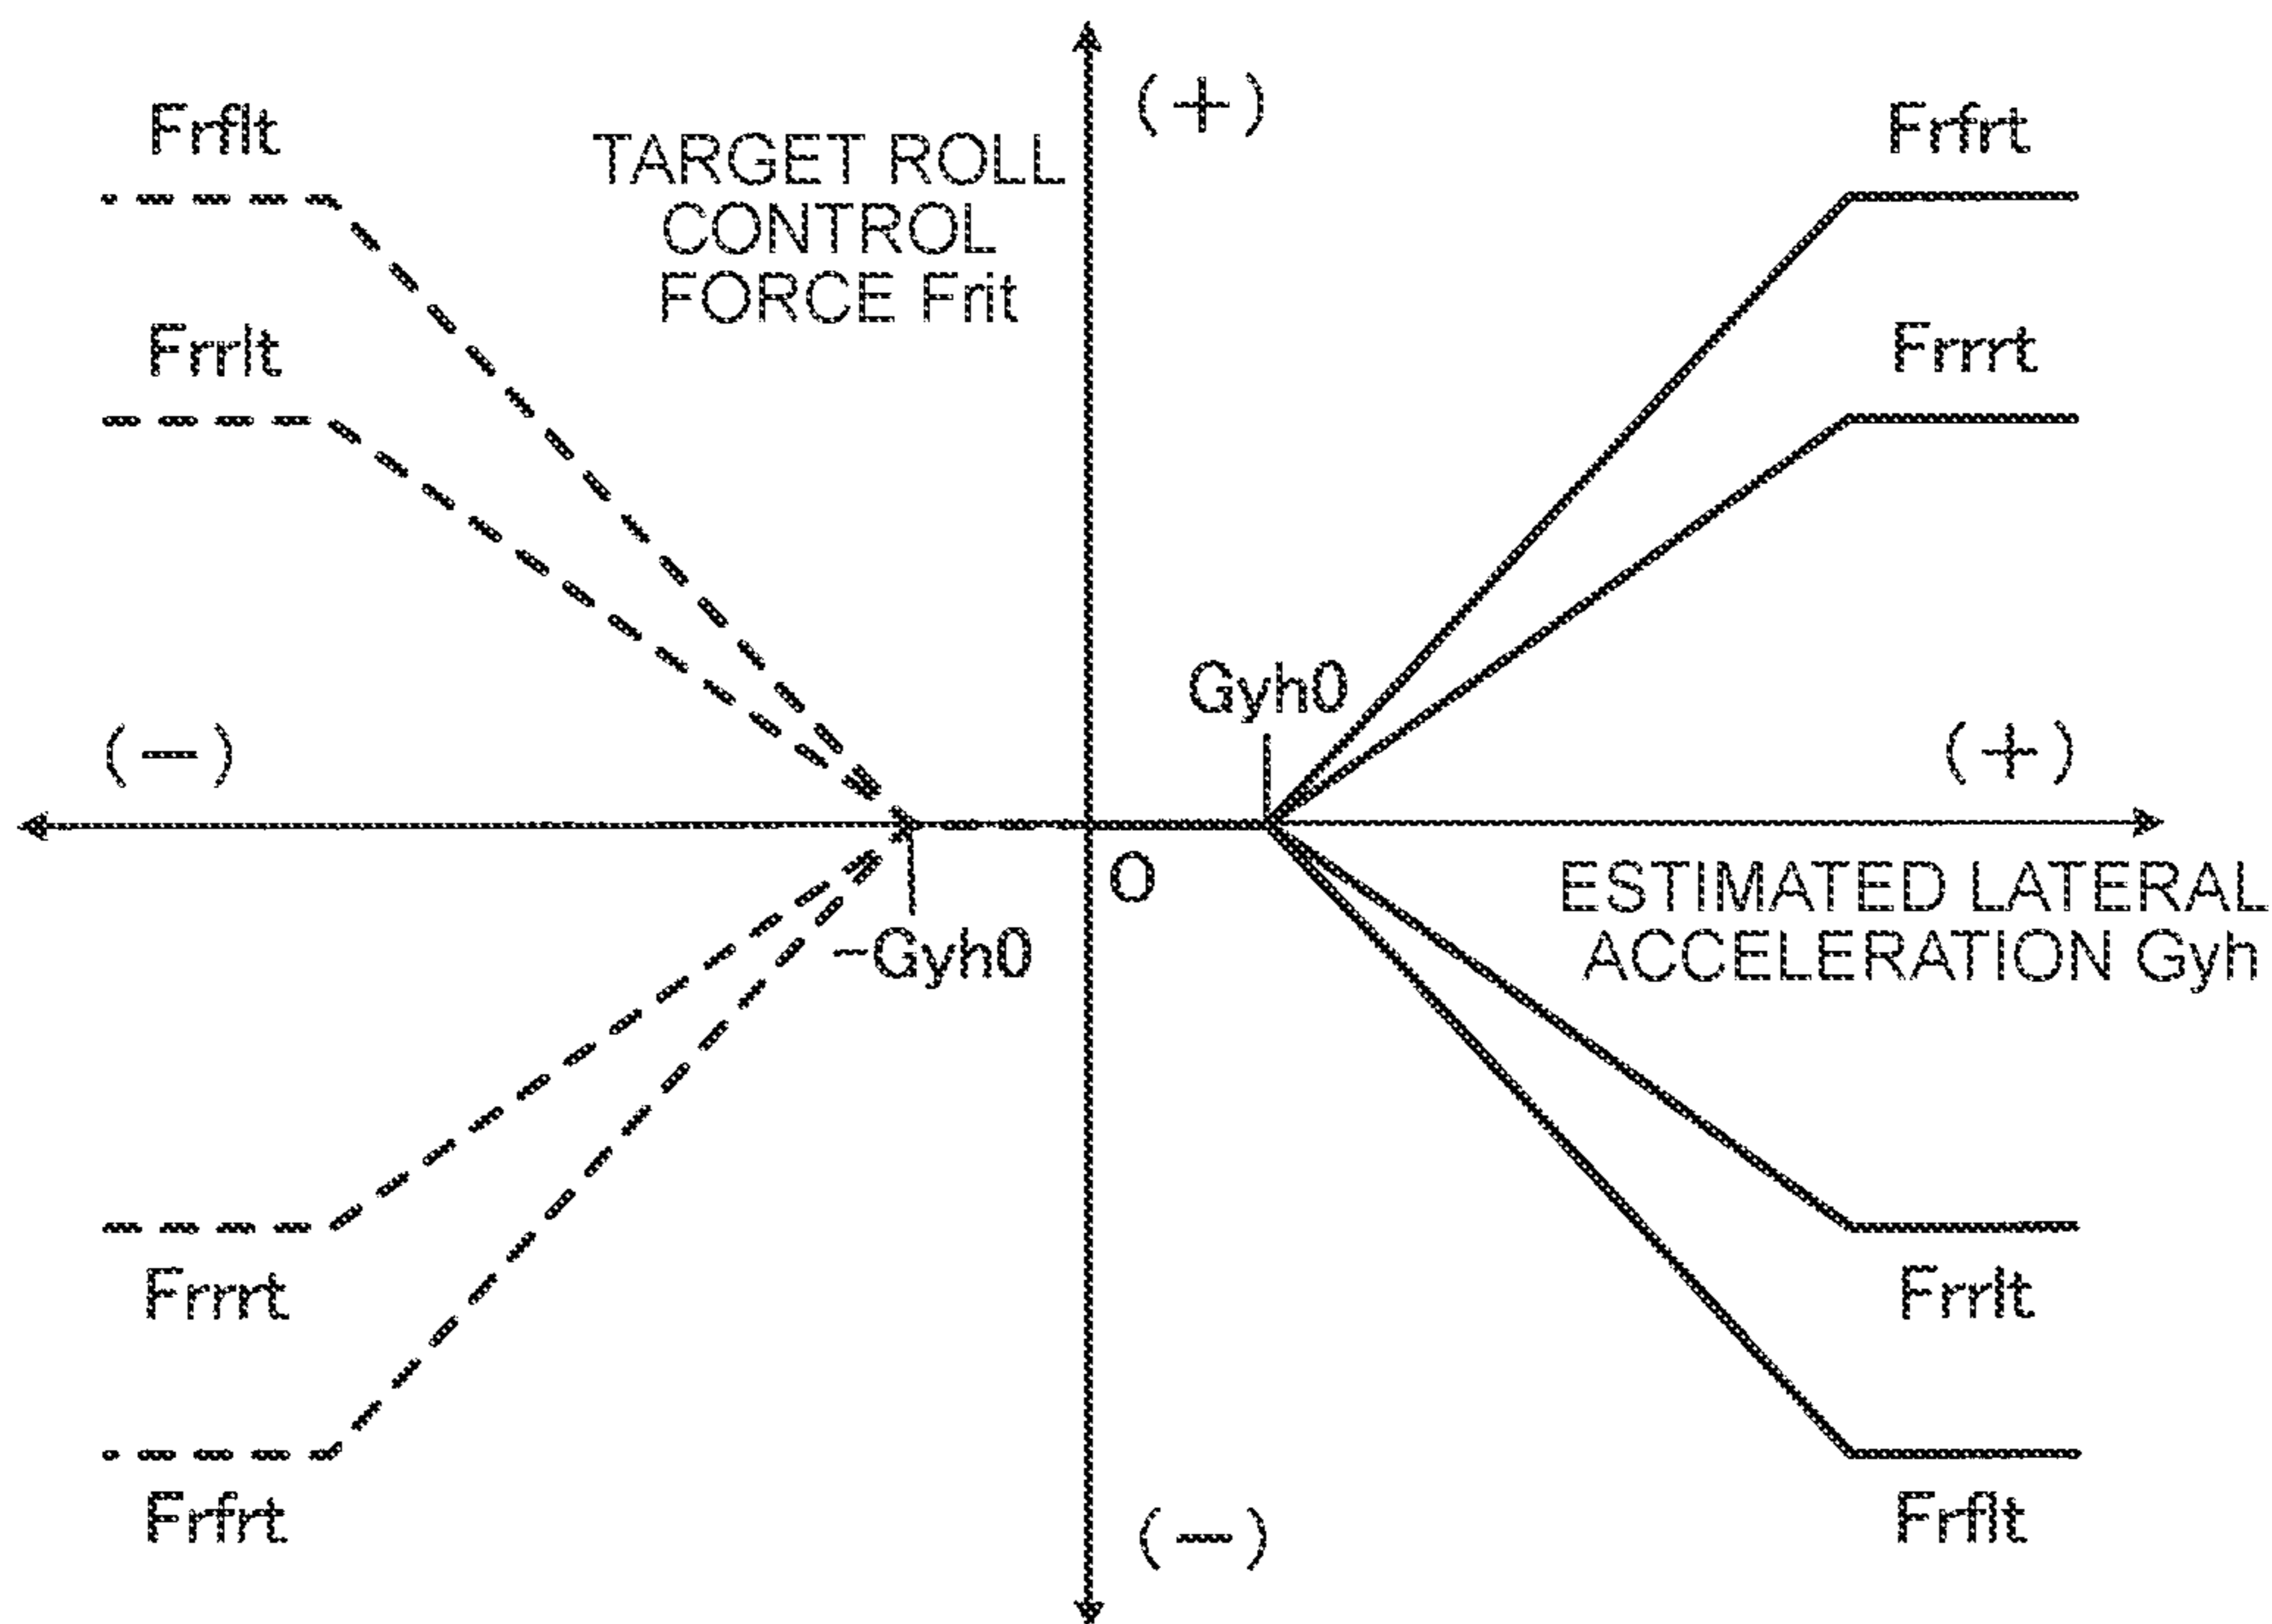 (+)
Frflt
Frfrt
TARGET ROLL
CONTROL
FORCE Frit
Frrlt
Frrrt
Gyh0
(−)
(+)
O
ESTIMATED LATERAL
ACCELERATION Gyh
−Gyh0
Frrrt
Frrlt
Frfrt
Frflt
(−)